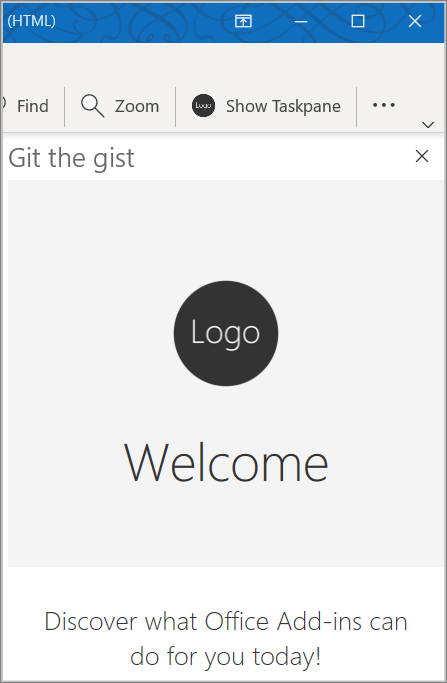 (HTML)
Find Zoom Logo Show Taskpane
Git the gist
Logo
Welcome
Discover what Office Add-ins can
do for you today!